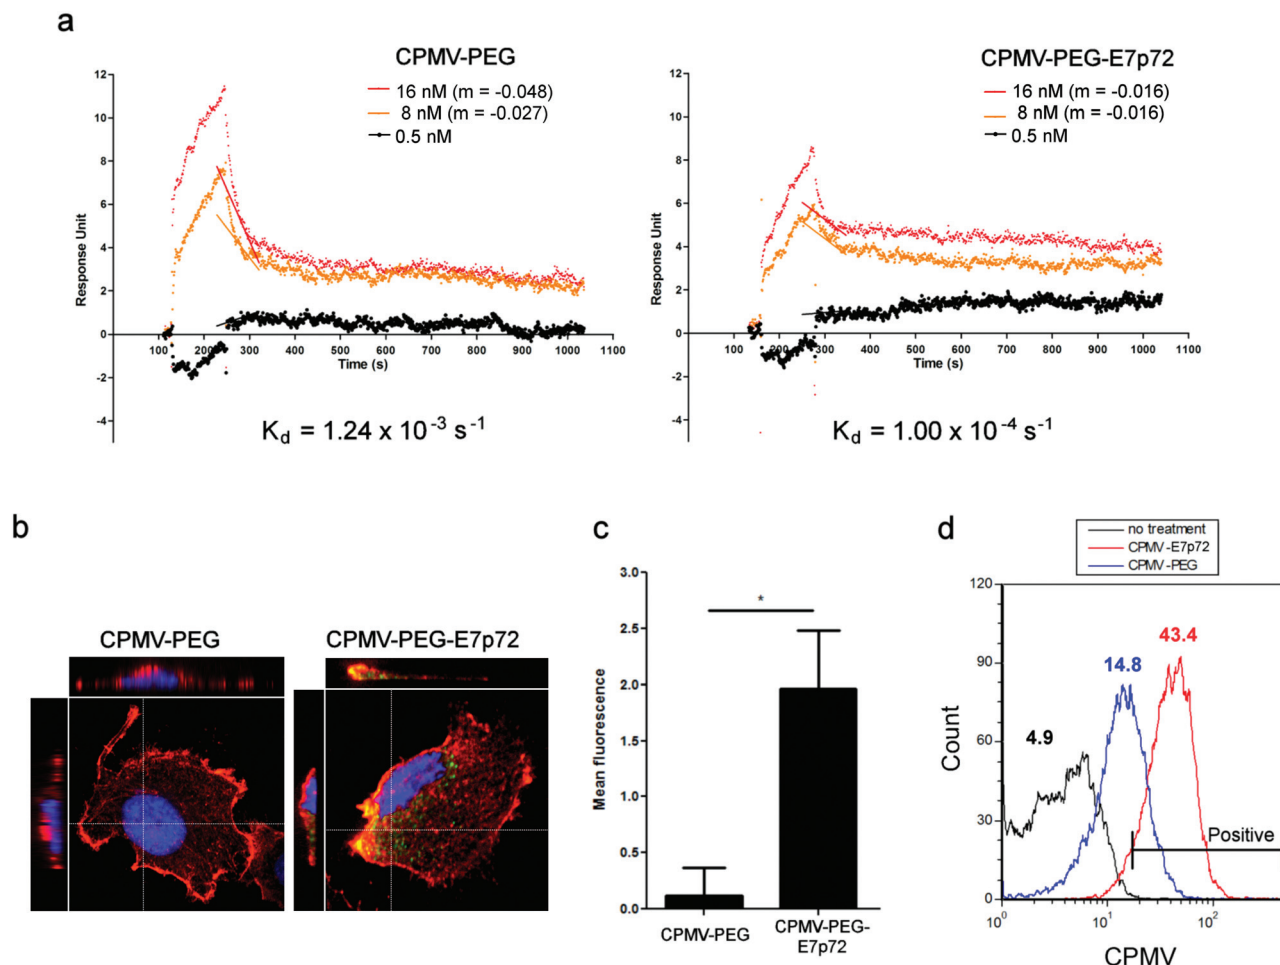 a
CPMV-PEG
16 nM (m = -0.048)
8 nM (m = -0.027)
0.5 nM
12
10
8
6
4
2
0
-2
-4
Response Unit
100 200 300 400 500 600 700 800 900 1000 1100
Time (s)
Kd = 1.24 x 10 -3 s -1
CPMV-PEG-E7p72
16 nM (m = -0.016)
8 nM (m = -0.016)
0.5 nM
12
10
8
6
4
2
0
-2
-4
Response Unit
100 200 300 400 500 600 700 800 900 1000 1100
Time (s)
Kd = 1.00 x 10 -4 s -1
b
CPMV-PEG
CPMV-PEG-E7p72
c
3.0
2.5
2.0
1.5
1.0
0.5
0.0
Mean fluorescence
*
CPMV-PEG
CPMV-PEG-
E7p72
d
no treatment
CPMV-E7p72
CPMV-PEG
120
90
60
30
0
Count
4.9
14.8
43.4
Positive
10 0 10 1 10 2
CPMV